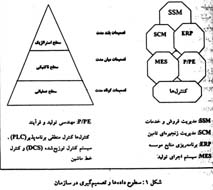 SSM
SCM
ERP
MES
P/PE
کنترل‌ها
سطح استراتژیک
سطح تاکتیکی
سطح عملیاتی
تصمیمات بلند مدت
تصمیمات میان مدت
تصمیمات کوتاه مدت
SSM: مدیریت فروش و خدمات
SCM: مدیریت زنجیره‌ی تامین
ERP: برنامه‌ریزی منابع موسسه
MES: سیستم اجرای تولید
P/PE: مهندسی تولید و فرآیند
کنترل‌ها: کنترل منطقی برنامه‌پذیر (PLC)،
سیستم کنترل توزیع‌شده (DCS) و کنترل
خط ماشین
شکل ۱: سطوح داده‌ها و تصمیم‌گیری در سازمان